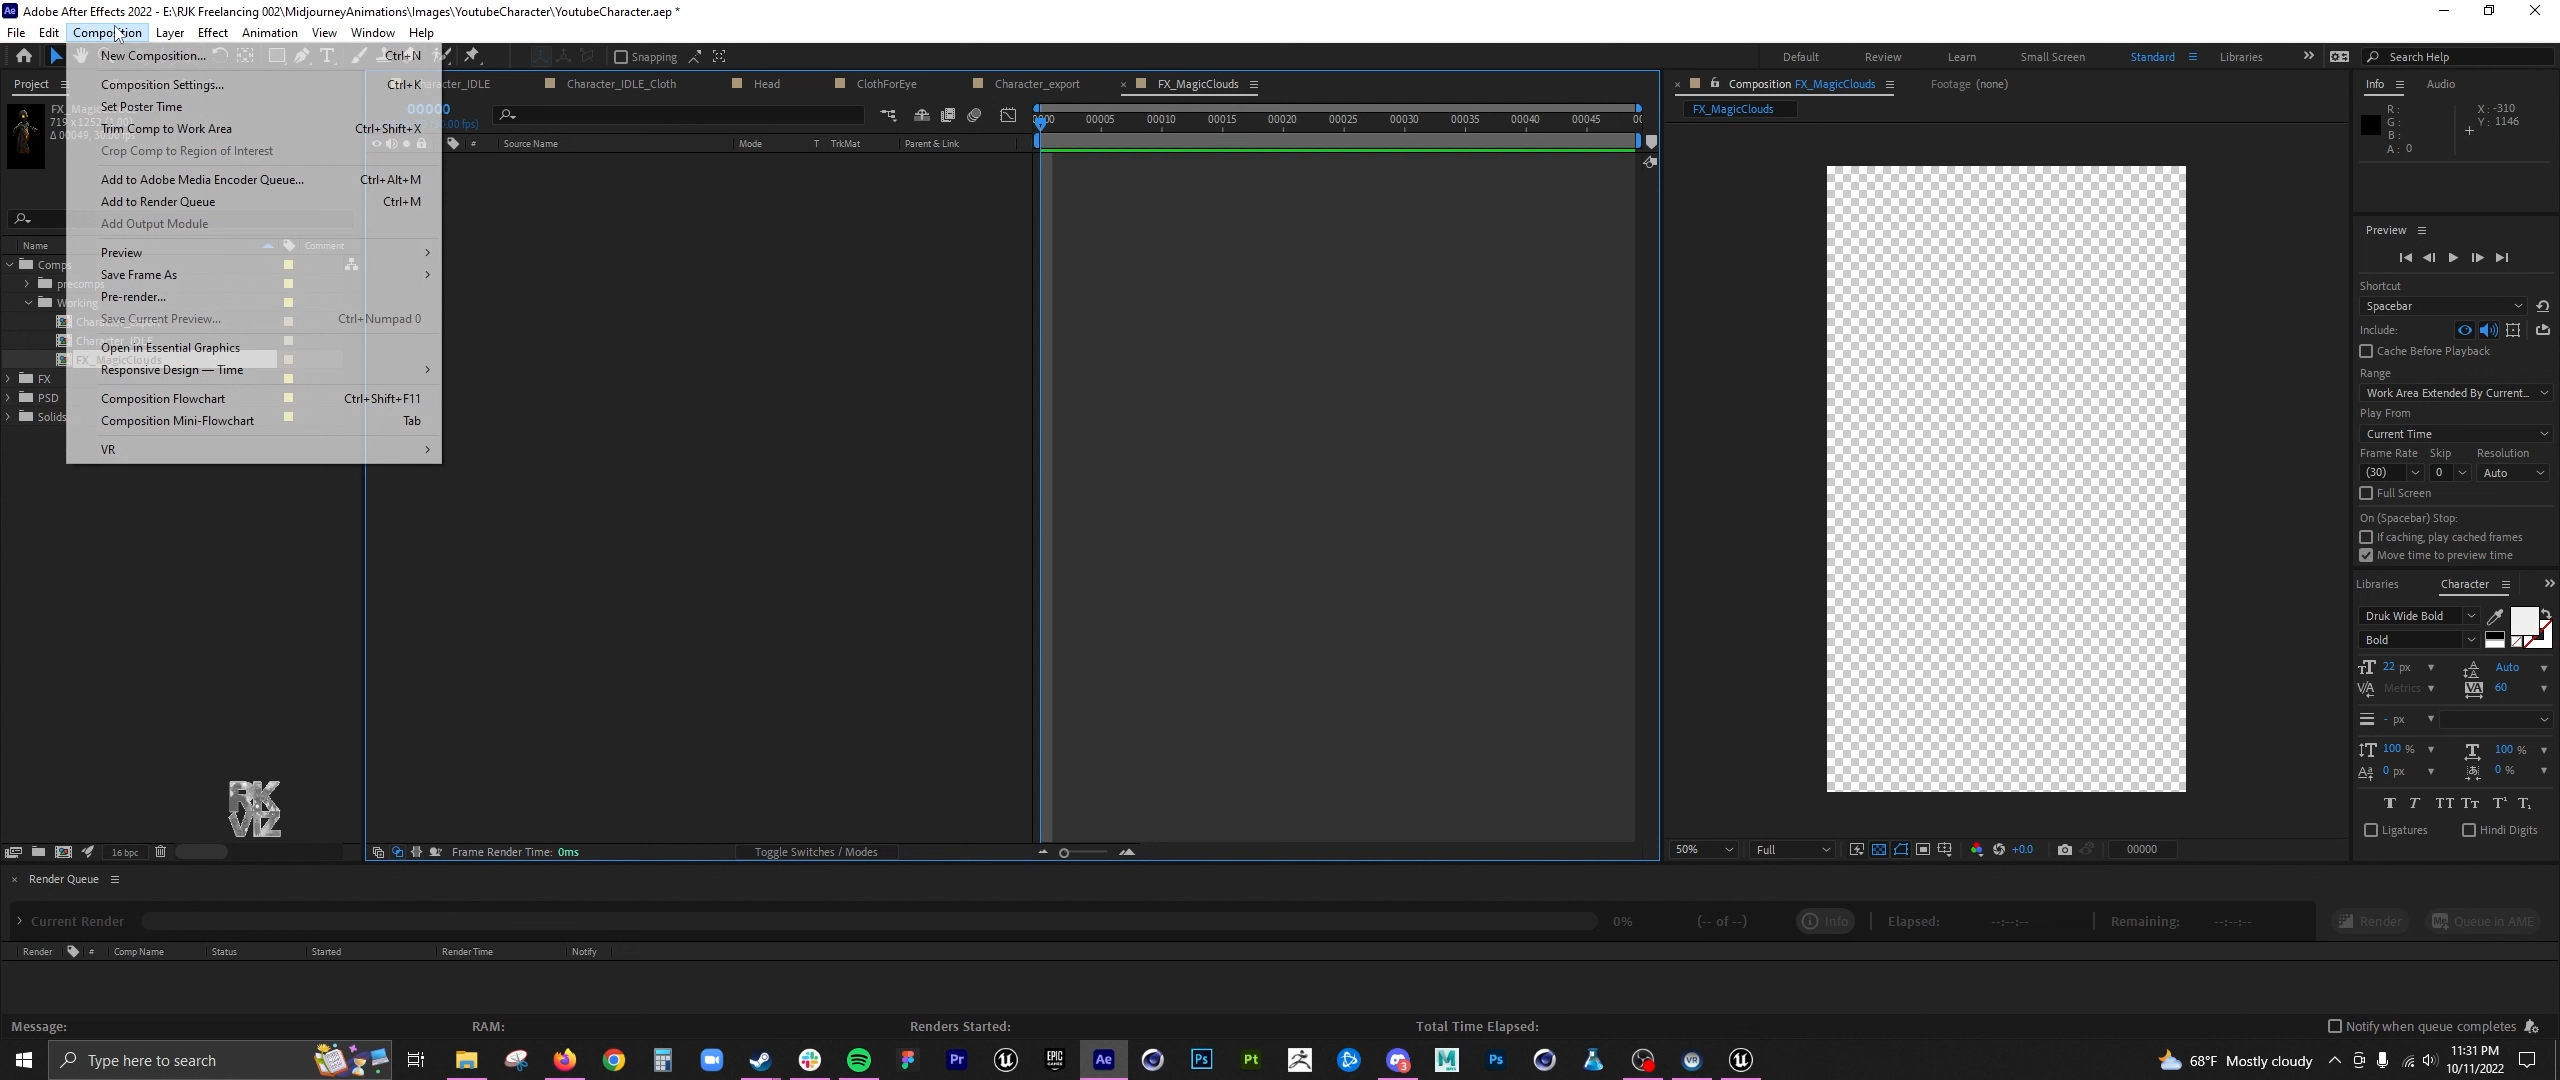 Adobe After Effects 2022 - E:\RJK Freelancing 002\MidjourneyAnimations\Images\YoutubeCharacter\YoutubeCharacter.aep *
File Edit Composition Layer Effect Animation View Window Help
Snapping
Default Review Learn Small Screen Standard Libraries Search Help
Project
New Composition... Ctrl+N
Composition Settings... Ctrl+K
Set Poster Time
Trim Comp to Work Area Ctrl+Shift+X
Crop Comp to Region of Interest
Add to Adobe Media Encoder Queue... Ctrl+Alt+M
Add to Render Queue Ctrl+M
Add Output Module
Preview
Save Frame As
Pre-render...
Save Current Preview... Ctrl+Numpad 0
Open in Essential Graphics
Responsive Design — Time
Composition Flowchart Ctrl+Shift+F11
Composition Mini-Flowchart Tab
VR
Name Comment
Comps
precomps
Working
Character_IDLE
FX_MagicClouds
FX
PSD
Solids
16 bpc
RK
VIZ
Character_IDLE_Cloth Head ClothForEye Character_export FX_MagicClouds
00000
00005 00010 00015 00020 00025 00030 00035 00040 00045
# Source Name Mode T TrkMat Parent & Link
Frame Render Time: 0ms Toggle Switches / Modes
Composition FX_MagicClouds Footage (none)
FX_MagicClouds
50% Full +0.0 00000
Info Audio
R: X: -310
G: Y: 1146
B:
A: 0
Preview
Shortcut
Spacebar
Include:
Cache Before Playback
Range
Work Area Extended By Current...
Play From
Current Time
Frame Rate Skip Resolution
(30) 0 Auto
Full Screen
On (Spacebar) Stop:
If caching, play cached frames
Move time to preview time
Libraries Character
Druk Wide Bold
Bold
22 px Auto
Metrics 60
- px
100 % 100 %
0 px 0 %
Ligatures Hindi Digits
Render Queue
Current Render 0% (-- of --) Info Elapsed: --:--:-- Remaining: --:--:-- Render Queue in AME
Render # Comp Name Status Started Render Time Notify
Message: RAM: Renders Started: Total Time Elapsed: Notify when queue completes
Type here to search
68°F Mostly cloudy
11:31 PM
10/11/2022